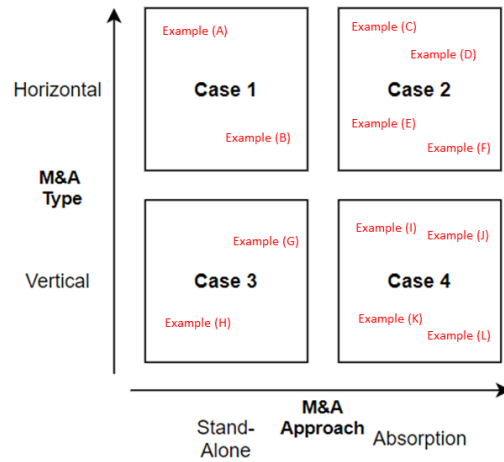 Example (A)
Example (C)
Example (D)
Horizontal
Case 1
Case 2
Example (B)
Example (E)
Example (F)
M&A
Type
Example (G)
Example (I)
Example (J)
Vertical
Case 3
Case 4
Example (H)
Example (K)
Example (L)
M&A
Approach
Stand-
Alone
Absorption